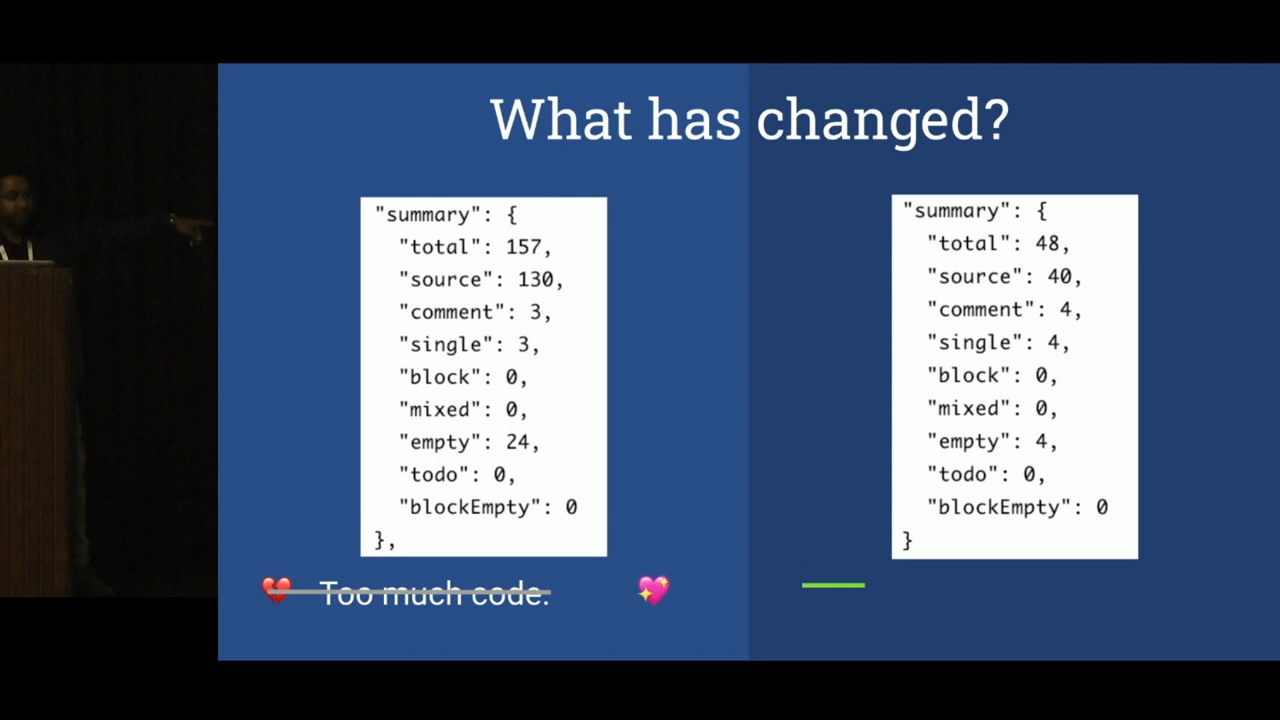 What has changed?
"summary": {
"total": 157,
"source": 130,
"comment": 3,
"single": 3,
"block": 0,
"mixed": 0,
"empty": 24,
"todo": 0,
"blockEmpty": 0
},
"summary": {
"total": 48,
"source": 40,
"comment": 4,
"single": 4,
"block": 0,
"mixed": 0,
"empty": 4,
"todo": 0,
"blockEmpty": 0
}
Too much code.